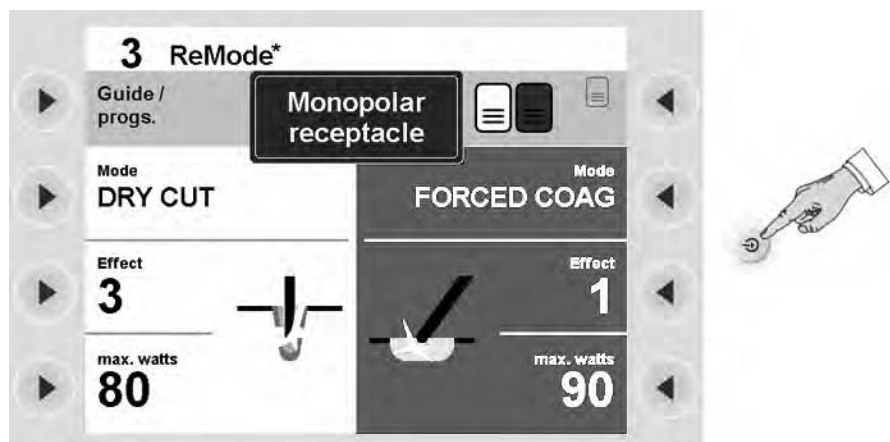 3 ReMode*
Guide /
progs.
Monopolar
receptacle
Mode
DRY CUT
Mode
FORCED COAG
Effect
3
Effect
1
max. watts
80
max. watts
90